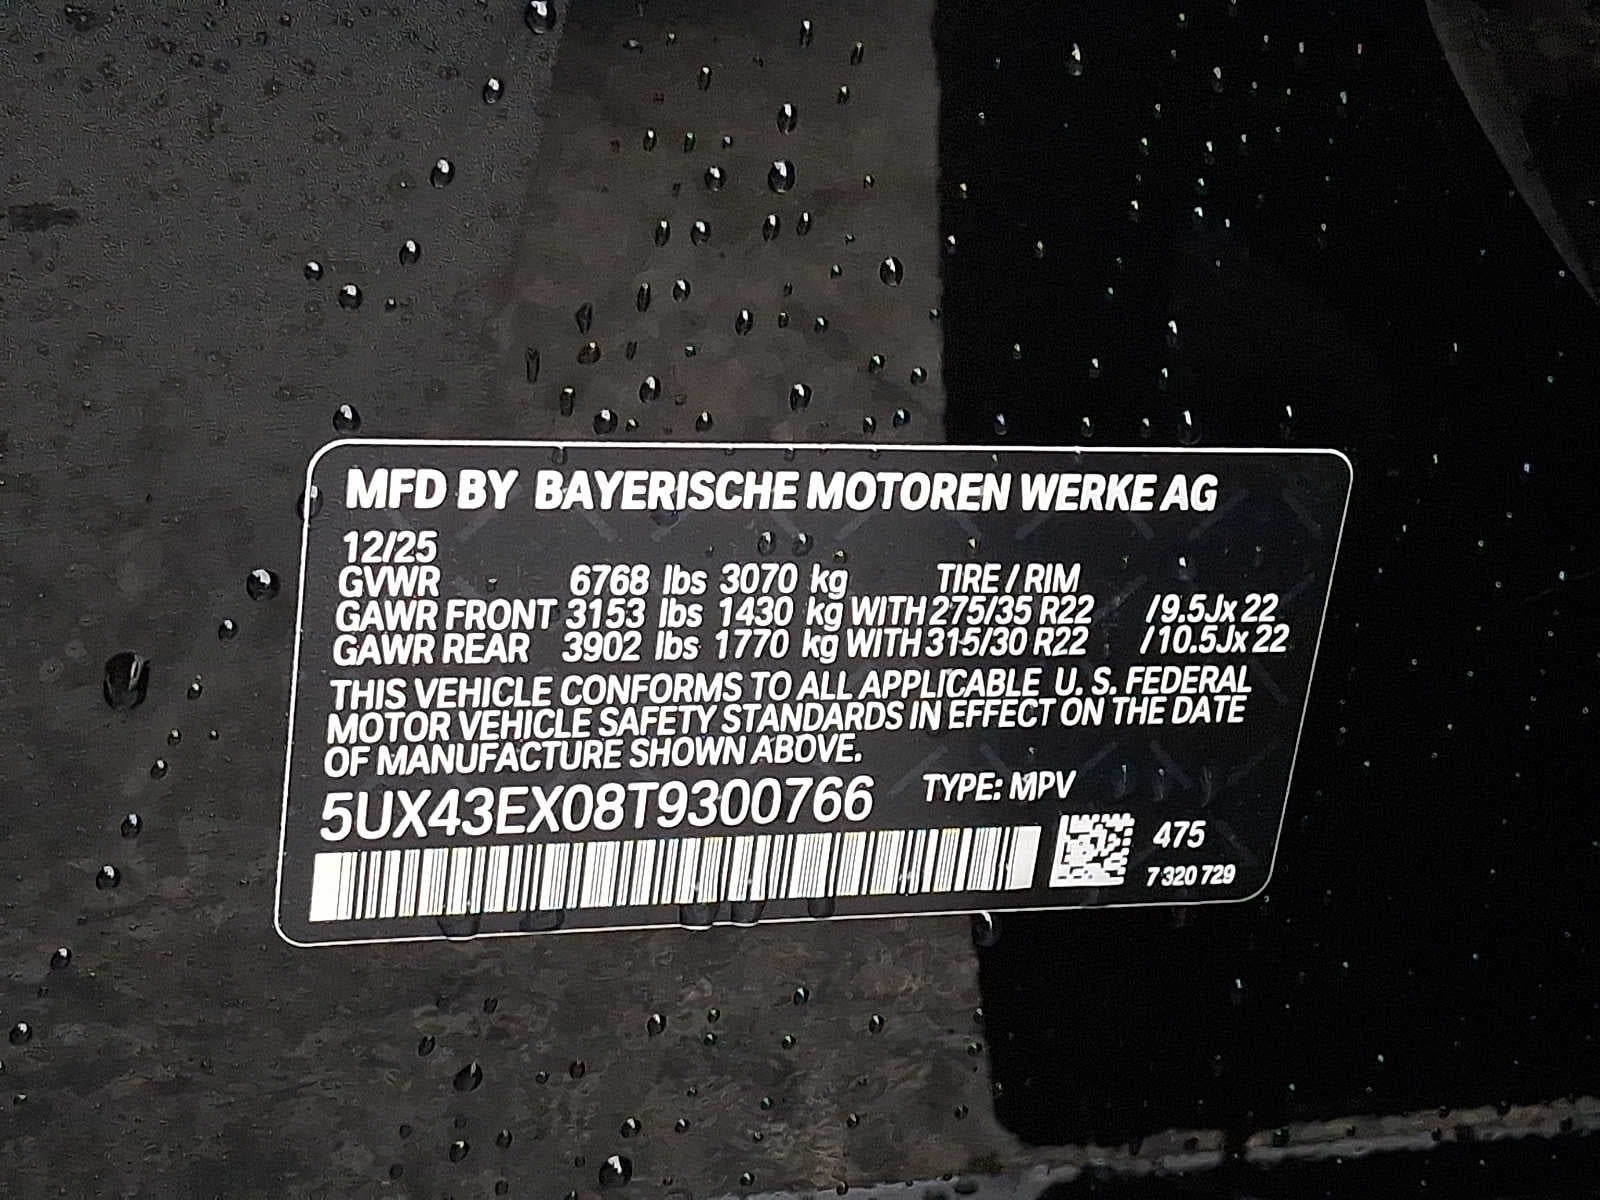 MFD BY BAYERISCHE MOTOREN WERKE AG
12/25
GVWR 6768 lbs 3070 kg TIRE / RIM
GAWR FRONT 3153 lbs 1430 kg WITH 275/35 R22 /9.5Jx 22
GAWR REAR 3902 lbs 1770 kg WITH 315/30 R22 /10.5Jx 22
THIS VEHICLE CONFORMS TO ALL APPLICABLE U. S. FEDERAL
MOTOR VEHICLE SAFETY STANDARDS IN EFFECT ON THE DATE
OF MANUFACTURE SHOWN ABOVE.
5UX43EX08T9300766 TYPE: MPV
475
7 320 729